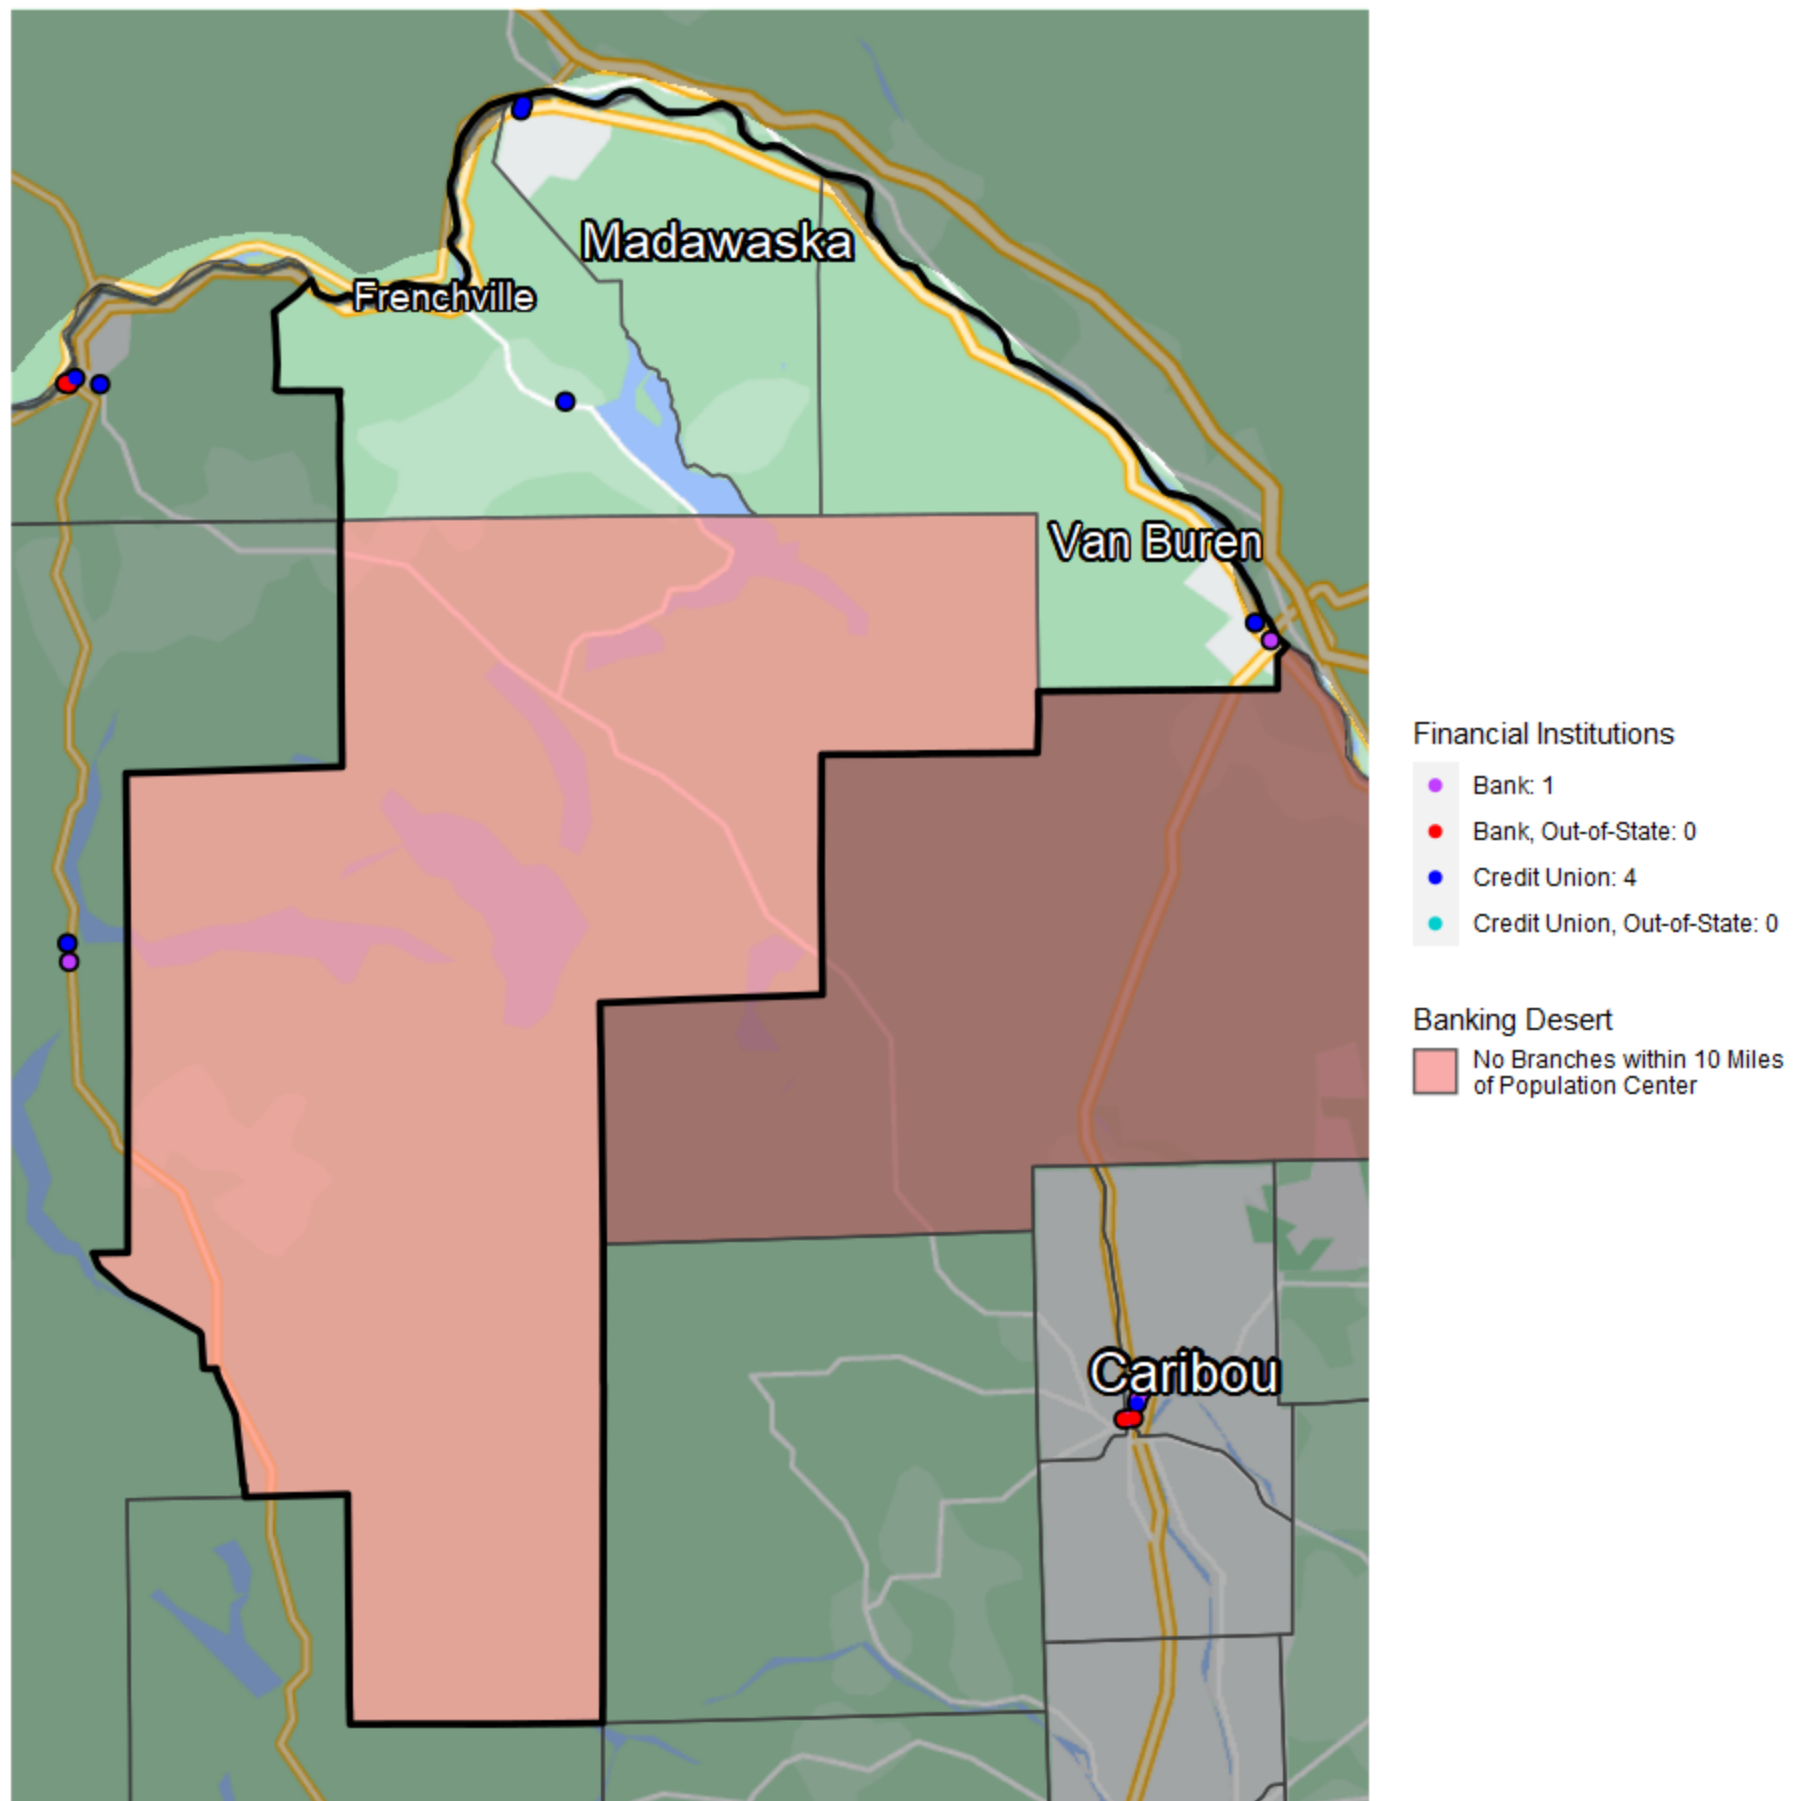 Madawaska
Frenchville
Van Buren
Caribou
Financial Institutions
Bank: 1
Bank, Out-of-State: 0
Credit Union: 4
Credit Union, Out-of-State: 0
Banking Desert
No Branches within 10 Miles
of Population Center